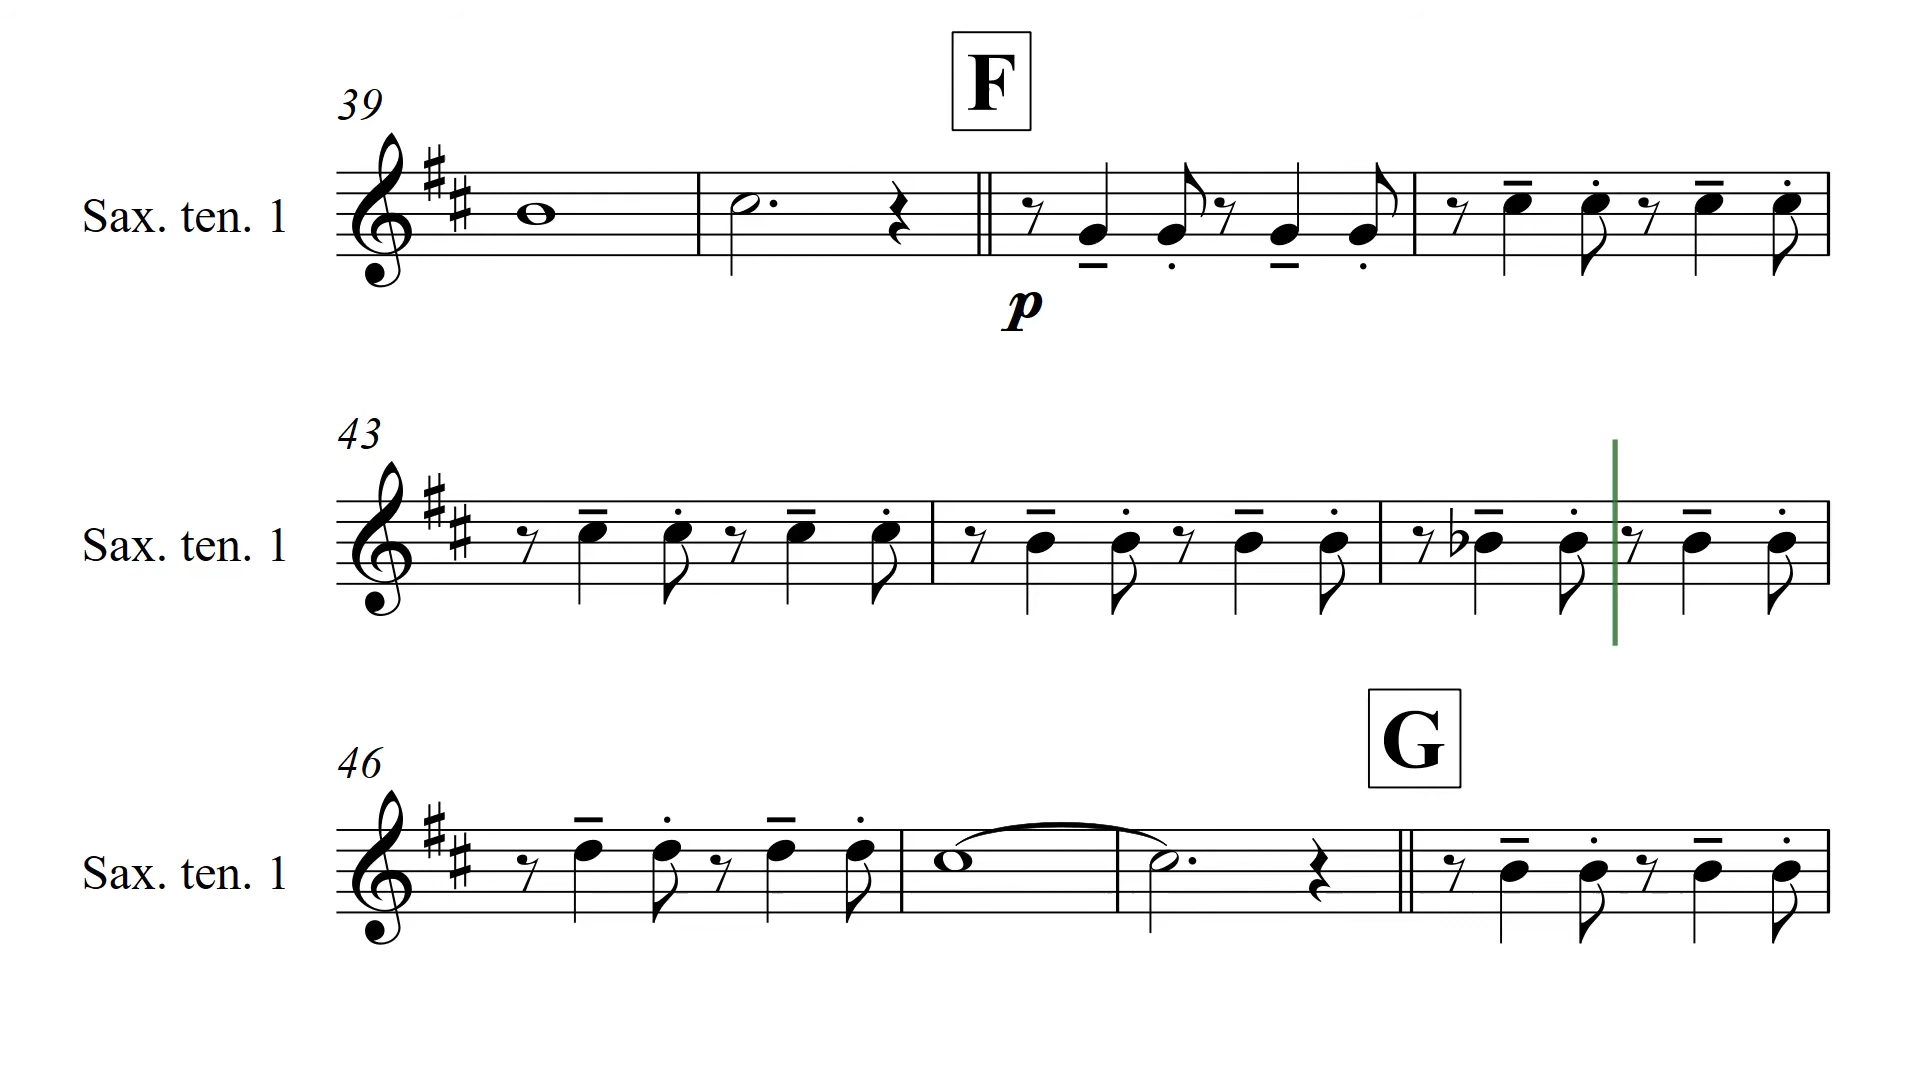 F
39
Sax. ten. 1
p
43
Sax. ten. 1
G
46
Sax. ten. 1